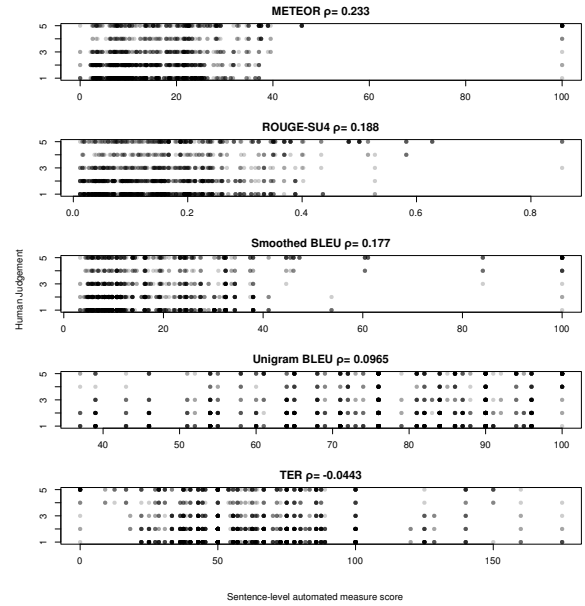 METEOR ρ= 0.233
5
3
1
0 20 40 60 80 100
ROUGE-SU4 ρ= 0.188
5
3
1
0.0 0.2 0.4 0.6 0.8
Smoothed BLEU ρ= 0.177
5
3
1
0 20 40 60 80 100
Human Judgement
Unigram BLEU ρ= 0.0965
5
3
1
40 50 60 70 80 90 100
TER ρ= -0.0443
5
3
1
0 50 100 150
Sentence-level automated measure score